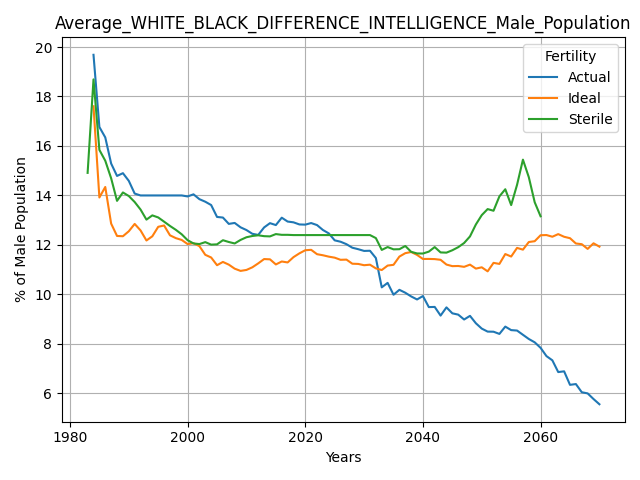 Average_WHITE_BLACK_DIFFERENCE_INTELLIGENCE_Male_Population
Fertility
Actual
Ideal
Sterile
% of Male Population
20
18
16
14
12
10
8
6
1980
2000
2020
2040
2060
Years